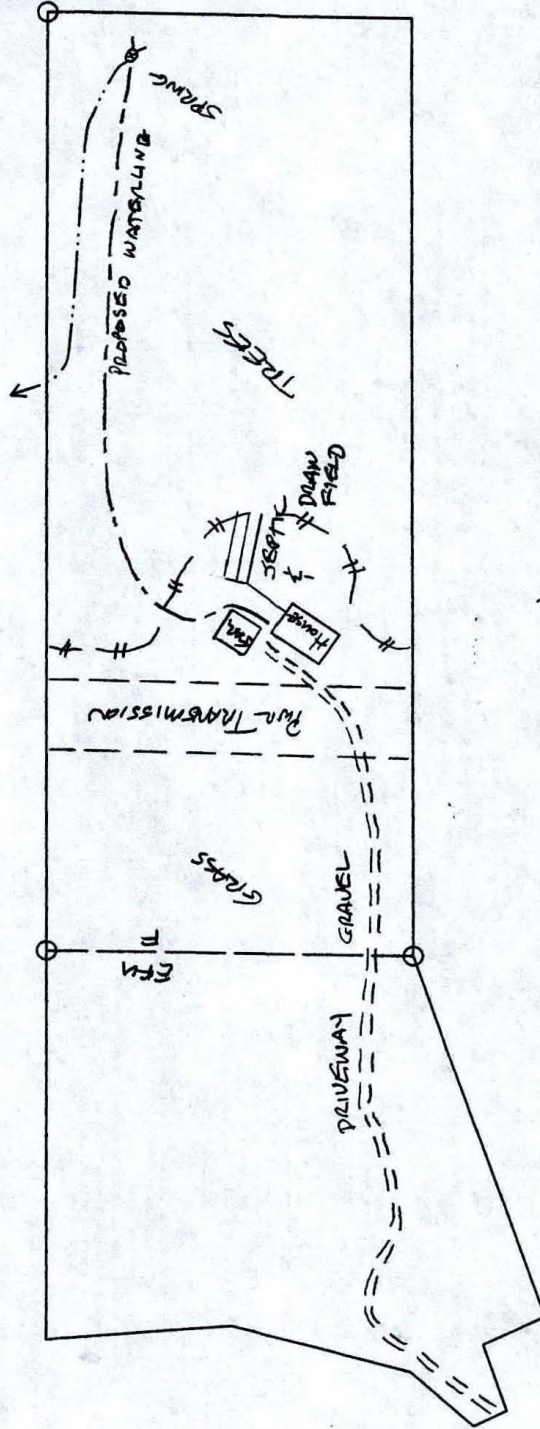 SPRING
PROPOSED WATERLINE
TREES
SEPTIC
&
DRAIN
FIELD
HOUSE
PWR TRANSMISSION
GRASS
GRAVEL
DRIVEWAY